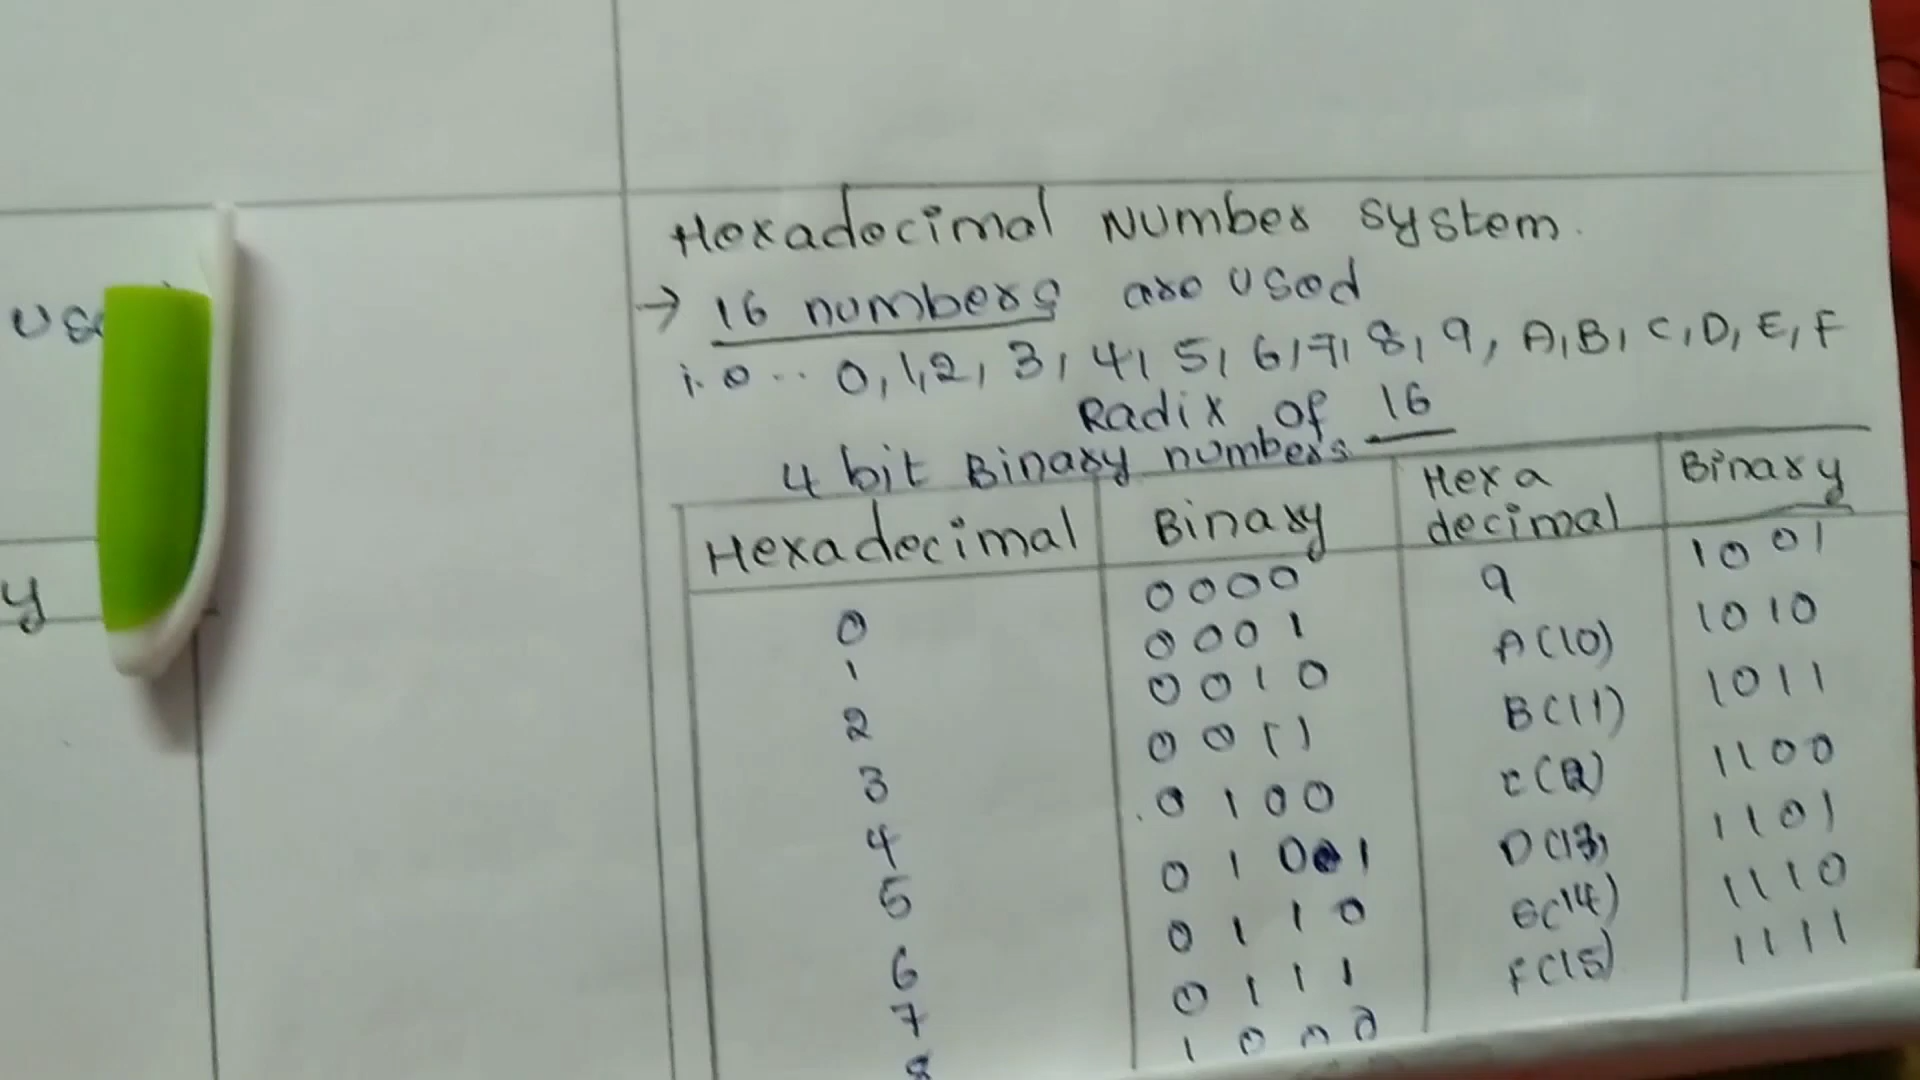 Hexadecimal Number system.
→ 16 numbers are used
i.e.. 0,1,2, 3, 4, 5, 6, 7, 8, 9, A, B, C, D, E, F
Radix of 16
4 bit Binary numbers
Hexadecimal Binary Hexa decimal Binary
0 0000 9 1001
1 0001 A(10) 1010
2 0010 B(11) 1011
3 0011 C(12) 1100
4 0100 D(13) 1101
5 0101 E(14) 1110
6 0110 F(15) 1111
7 0111
8 1000
y